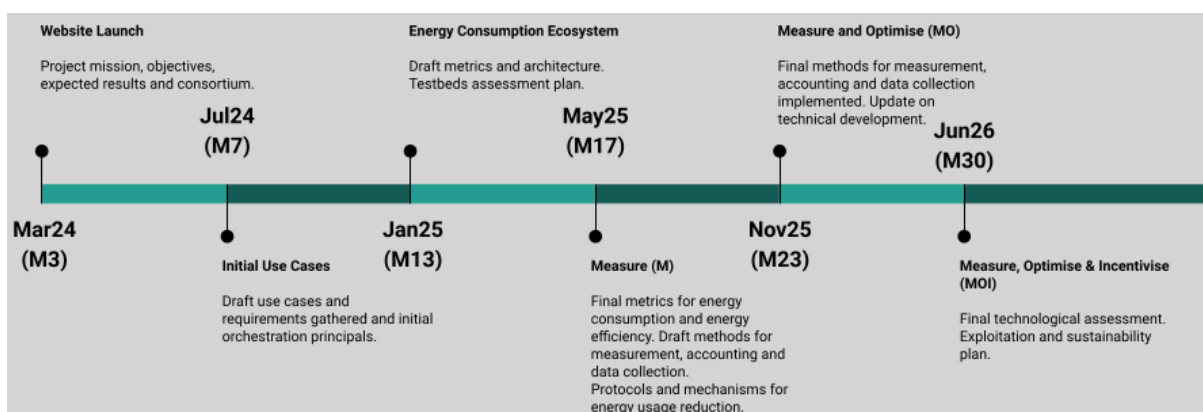 Website Launch
Project mission, objectives,
expected results and consortium.
Mar24
(M3)
Jul24
(M7)
Initial Use Cases
Draft use cases and
requirements gathered and initial
orchestration principals.
Energy Consumption Ecosystem
Draft metrics and architecture.
Testbeds assessment plan.
Jan25
(M13)
May25
(M17)
Measure (M)
Final metrics for energy
consumption and energy
efficiency. Draft methods for
measurement, accounting and
data collection.
Protocols and mechanisms for
energy usage reduction.
Measure and Optimise (MO)
Final methods for measurement,
accounting and data collection
implemented. Update on
technical development.
Nov25
(M23)
Jun26
(M30)
Measure, Optimise & Incentivise
(MOI)
Final technological assessment.
Exploitation and sustainability
plan.